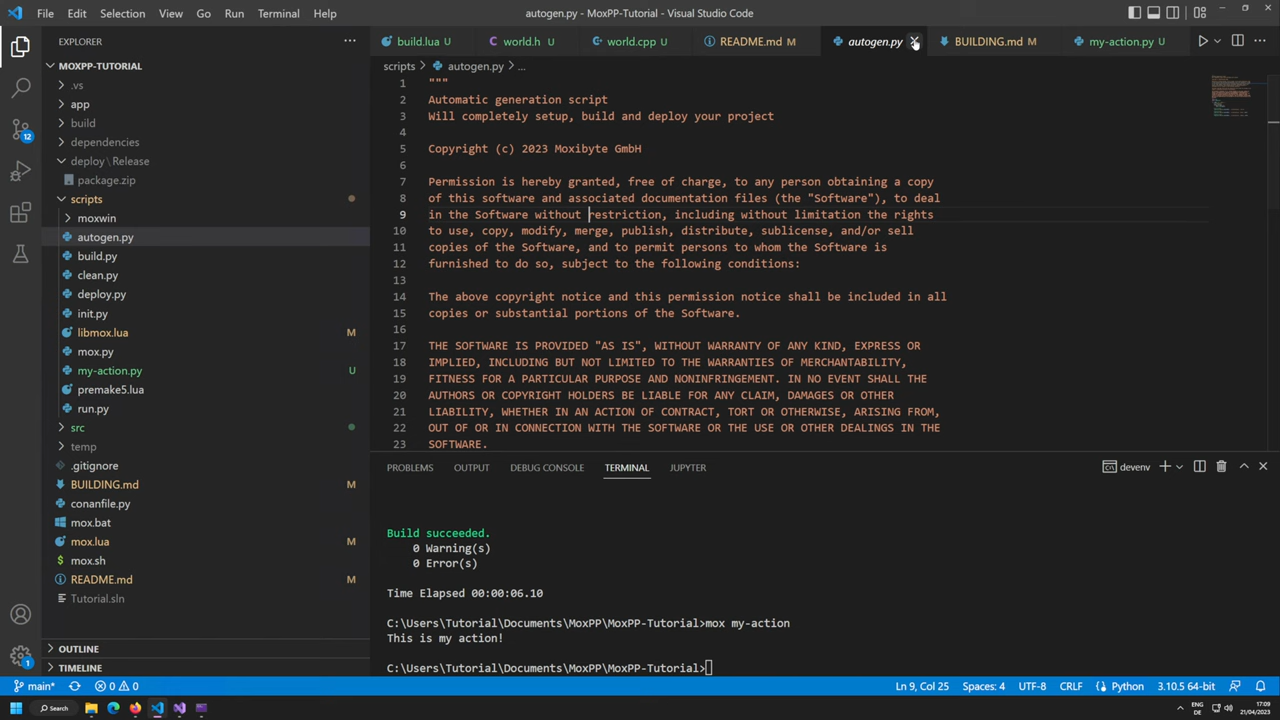 File Edit Selection View Go Run Terminal Help
autogen.py - MoxPP-Tutorial - Visual Studio Code
EXPLORER
build.lua U
world.h U
world.cpp U
README.md M
autogen.py
BUILDING.md M
my-action.py U
MOXPP-TUTORIAL
.vs
app
build
dependencies
deploy \ Release
package.zip
scripts
moxwin
autogen.py
build.py
clean.py
deploy.py
init.py
libmox.lua M
mox.py
my-action.py U
premake5.lua
run.py
src
temp
.gitignore
BUILDING.md M
conanfile.py
mox.bat
mox.lua M
mox.sh
README.md M
Tutorial.sln
OUTLINE
TIMELINE
12
1
scripts > autogen.py > ...
1 """
2 Automatic generation script
3 Will completely setup, build and deploy your project
4
5 Copyright (c) 2023 Moxibyte GmbH
6
7 Permission is hereby granted, free of charge, to any person obtaining a copy
8 of this software and associated documentation files (the "Software"), to deal
9 in the Software without restriction, including without limitation the rights
10 to use, copy, modify, merge, publish, distribute, sublicense, and/or sell
11 copies of the Software, and to permit persons to whom the Software is
12 furnished to do so, subject to the following conditions:
13
14 The above copyright notice and this permission notice shall be included in all
15 copies or substantial portions of the Software.
16
17 THE SOFTWARE IS PROVIDED "AS IS", WITHOUT WARRANTY OF ANY KIND, EXPRESS OR
18 IMPLIED, INCLUDING BUT NOT LIMITED TO THE WARRANTIES OF MERCHANTABILITY,
19 FITNESS FOR A PARTICULAR PURPOSE AND NONINFRINGEMENT. IN NO EVENT SHALL THE
20 AUTHORS OR COPYRIGHT HOLDERS BE LIABLE FOR ANY CLAIM, DAMAGES OR OTHER
21 LIABILITY, WHETHER IN AN ACTION OF CONTRACT, TORT OR OTHERWISE, ARISING FROM,
22 OUT OF OR IN CONNECTION WITH THE SOFTWARE OR THE USE OR OTHER DEALINGS IN THE
23 SOFTWARE.
PROBLEMS OUTPUT DEBUG CONSOLE TERMINAL JUPYTER
devenv
Build succeeded.
0 Warning(s)
0 Error(s)
Time Elapsed 00:00:06.10
C:\Users\Tutorial\Documents\MoxPP\MoxPP-Tutorial>mox my-action
This is my action!
C:\Users\Tutorial\Documents\MoxPP\MoxPP-Tutorial>
main* 0 0 Ln 9, Col 25 Spaces: 4 UTF-8 CRLF Python 3.10.5 64-bit
Search
ENG
DE
17:09
21/04/2023